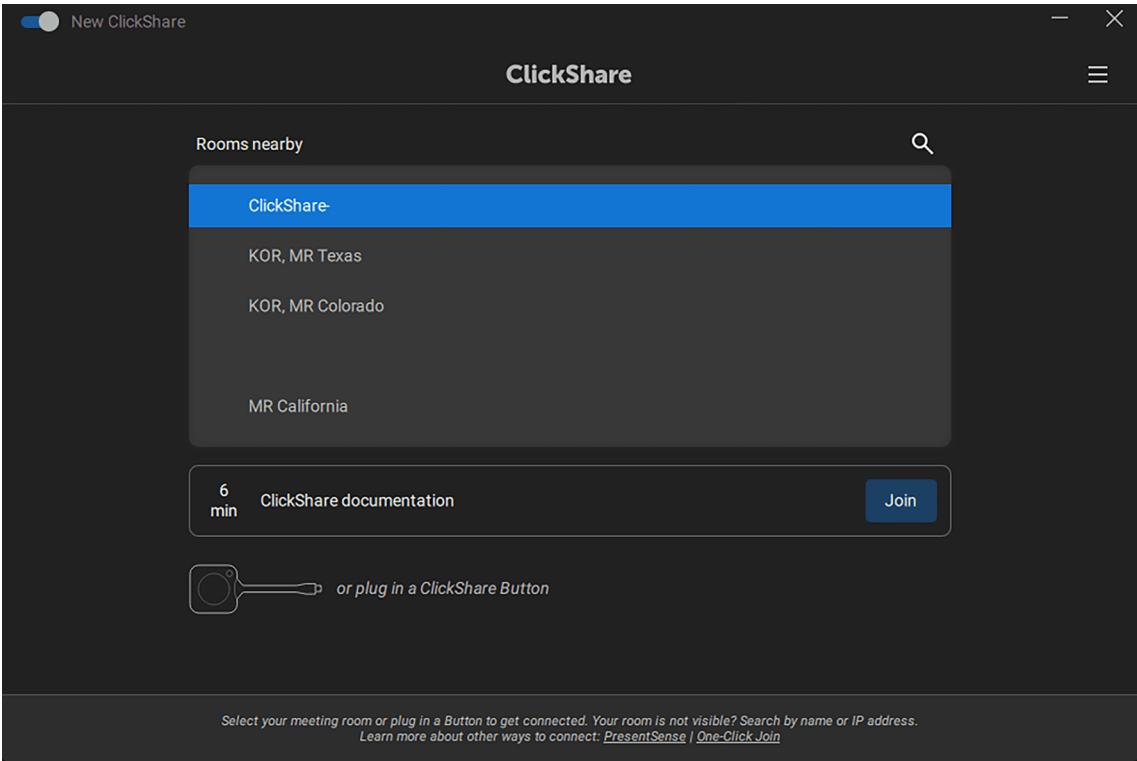 New ClickShare
ClickShare
Rooms nearby
ClickShare-
KOR, MR Texas
KOR, MR Colorado
MR California
6
min
ClickShare documentation
Join
or plug in a ClickShare Button
Select your meeting room or plug in a Button to get connected. Your room is not visible? Search by name or IP address.
Learn more about other ways to connect: PresentSense | One-Click Join